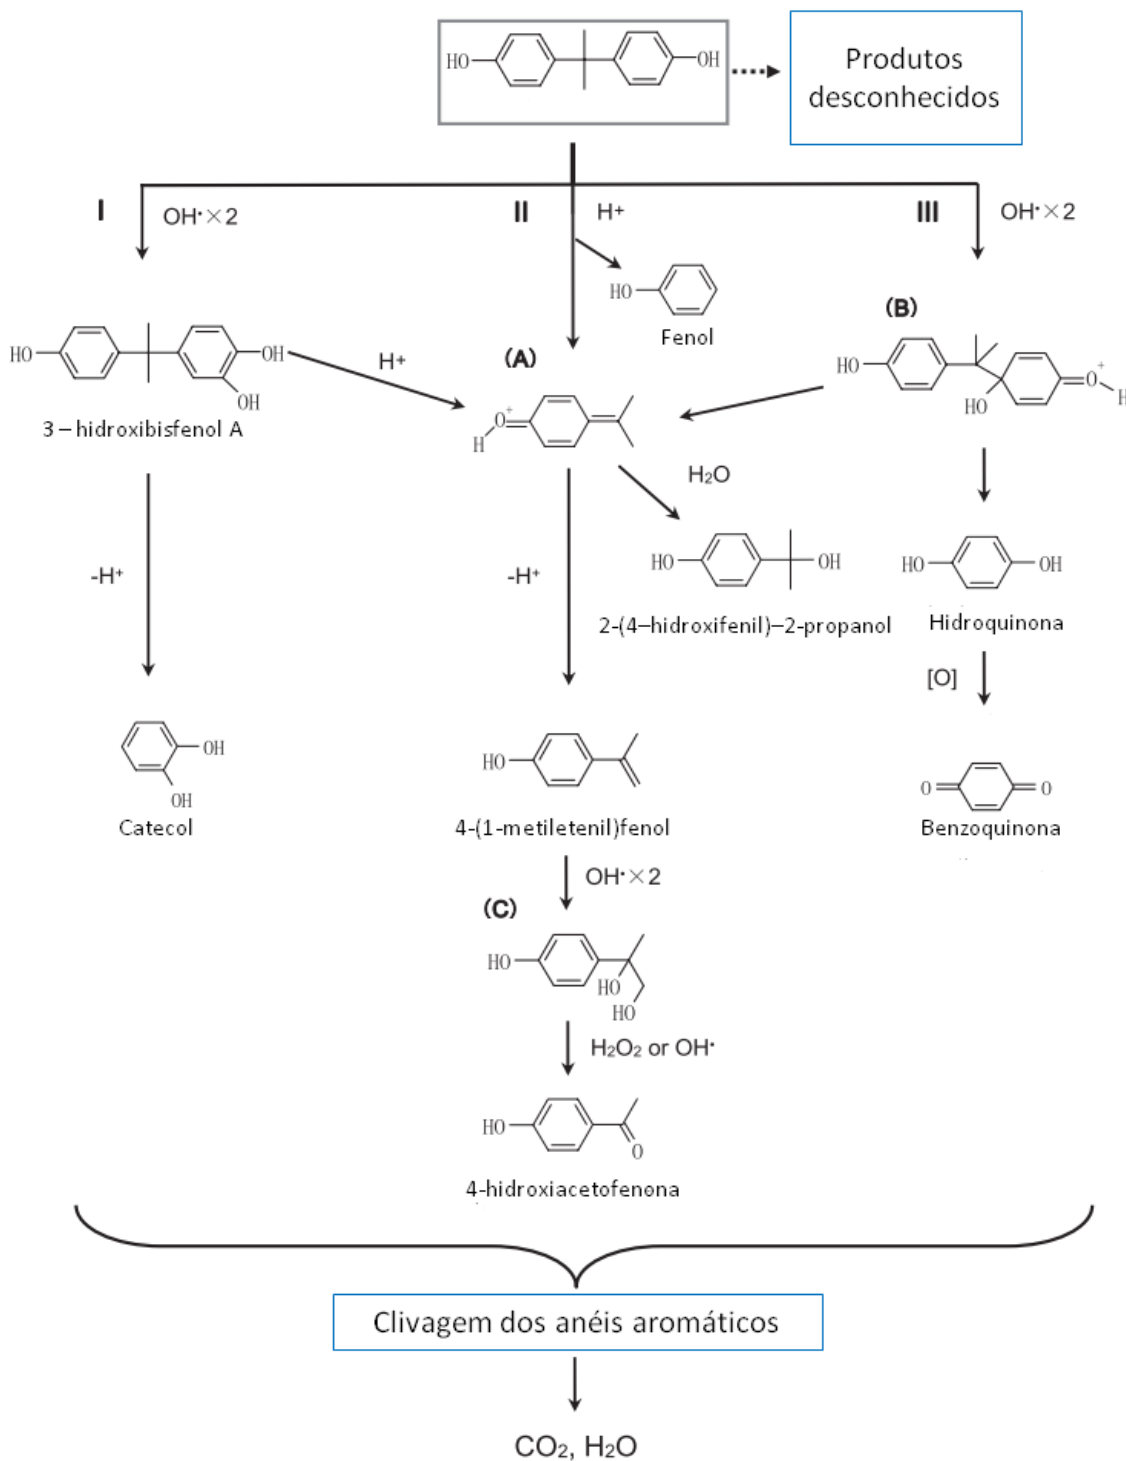 HO
OH
Produtos
desconhecidos
I
OH•×2
II
H+
III
OH•×2
HO
Fenol
(A)
(B)
HO
OH
OH
3–hidroxibisfenol A
H+
O+
H
HO
HO
O+
H
H2O
-H+
-H+
HO
OH
2-(4–hidroxifenil)–2-propanol
HO
OH
Hidroquinona
[O]
OH
OH
Catecol
HO
4-(1-metiletenil)fenol
O
O
Benzoquinona
OH•×2
(C)
HO
HO
HO
H2O2 or OH•
HO
O
4-hidroxiacetofenona
Clivagem dos anéis aromáticos
CO2, H2O